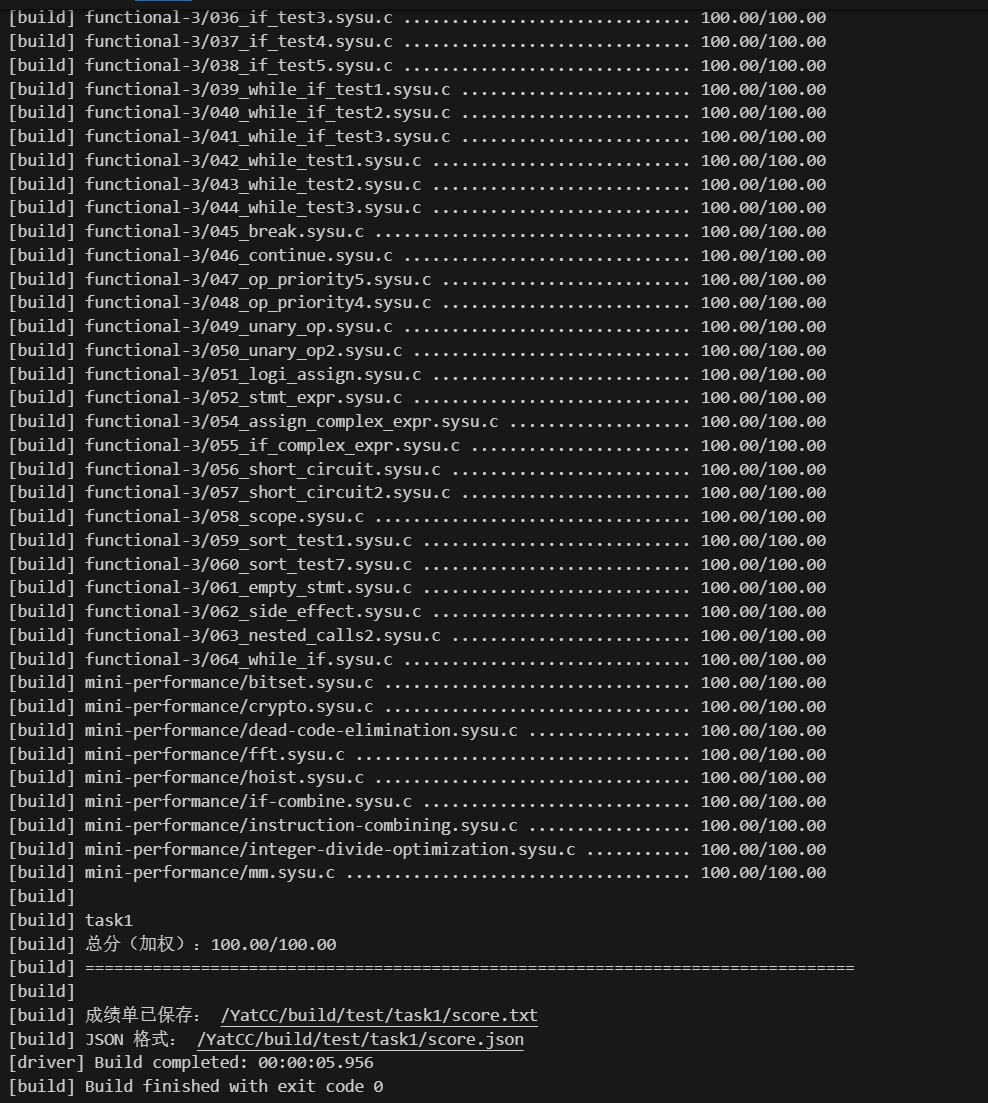 [build] functional-3/036_if_test3.sysu.c .............................. 100.00/100.00
[build] functional-3/037_if_test4.sysu.c .............................. 100.00/100.00
[build] functional-3/038_if_test5.sysu.c .............................. 100.00/100.00
[build] functional-3/039_while_if_test1.sysu.c ........................ 100.00/100.00
[build] functional-3/040_while_if_test2.sysu.c ........................ 100.00/100.00
[build] functional-3/041_while_if_test3.sysu.c ........................ 100.00/100.00
[build] functional-3/042_while_test1.sysu.c ........................... 100.00/100.00
[build] functional-3/043_while_test2.sysu.c ........................... 100.00/100.00
[build] functional-3/044_while_test3.sysu.c ........................... 100.00/100.00
[build] functional-3/045_break.sysu.c ................................. 100.00/100.00
[build] functional-3/046_continue.sysu.c .............................. 100.00/100.00
[build] functional-3/047_op_priority5.sysu.c .......................... 100.00/100.00
[build] functional-3/048_op_priority4.sysu.c .......................... 100.00/100.00
[build] functional-3/049_unary_op.sysu.c .............................. 100.00/100.00
[build] functional-3/050_unary_op2.sysu.c ............................. 100.00/100.00
[build] functional-3/051_logi_assign.sysu.c ........................... 100.00/100.00
[build] functional-3/052_stmt_expr.sysu.c ............................. 100.00/100.00
[build] functional-3/054_assign_complex_expr.sysu.c ................... 100.00/100.00
[build] functional-3/055_if_complex_expr.sysu.c ....................... 100.00/100.00
[build] functional-3/056_short_circuit.sysu.c ......................... 100.00/100.00
[build] functional-3/057_short_circuit2.sysu.c ........................ 100.00/100.00
[build] functional-3/058_scope.sysu.c ................................. 100.00/100.00
[build] functional-3/059_sort_test1.sysu.c ............................ 100.00/100.00
[build] functional-3/060_sort_test7.sysu.c ............................ 100.00/100.00
[build] functional-3/061_empty_stmt.sysu.c ............................ 100.00/100.00
[build] functional-3/062_side_effect.sysu.c ........................... 100.00/100.00
[build] functional-3/063_nested_calls2.sysu.c ......................... 100.00/100.00
[build] functional-3/064_while_if.sysu.c .............................. 100.00/100.00
[build] mini-performance/bitset.sysu.c ................................ 100.00/100.00
[build] mini-performance/crypto.sysu.c ................................ 100.00/100.00
[build] mini-performance/dead-code-elimination.sysu.c ................. 100.00/100.00
[build] mini-performance/fft.sysu.c ................................... 100.00/100.00
[build] mini-performance/hoist.sysu.c ................................. 100.00/100.00
[build] mini-performance/if-combine.sysu.c ............................ 100.00/100.00
[build] mini-performance/instruction-combining.sysu.c ................. 100.00/100.00
[build] mini-performance/integer-divide-optimization.sysu.c ........... 100.00/100.00
[build] mini-performance/mm.sysu.c .................................... 100.00/100.00
[build]
[build] task1
[build] 总分（加权）：100.00/100.00
[build] ================================================================================
[build]
[build] 成绩单已保存： /YatCC/build/test/task1/score.txt
[build] JSON 格式： /YatCC/build/test/task1/score.json
[driver] Build completed: 00:00:05.956
[build] Build finished with exit code 0